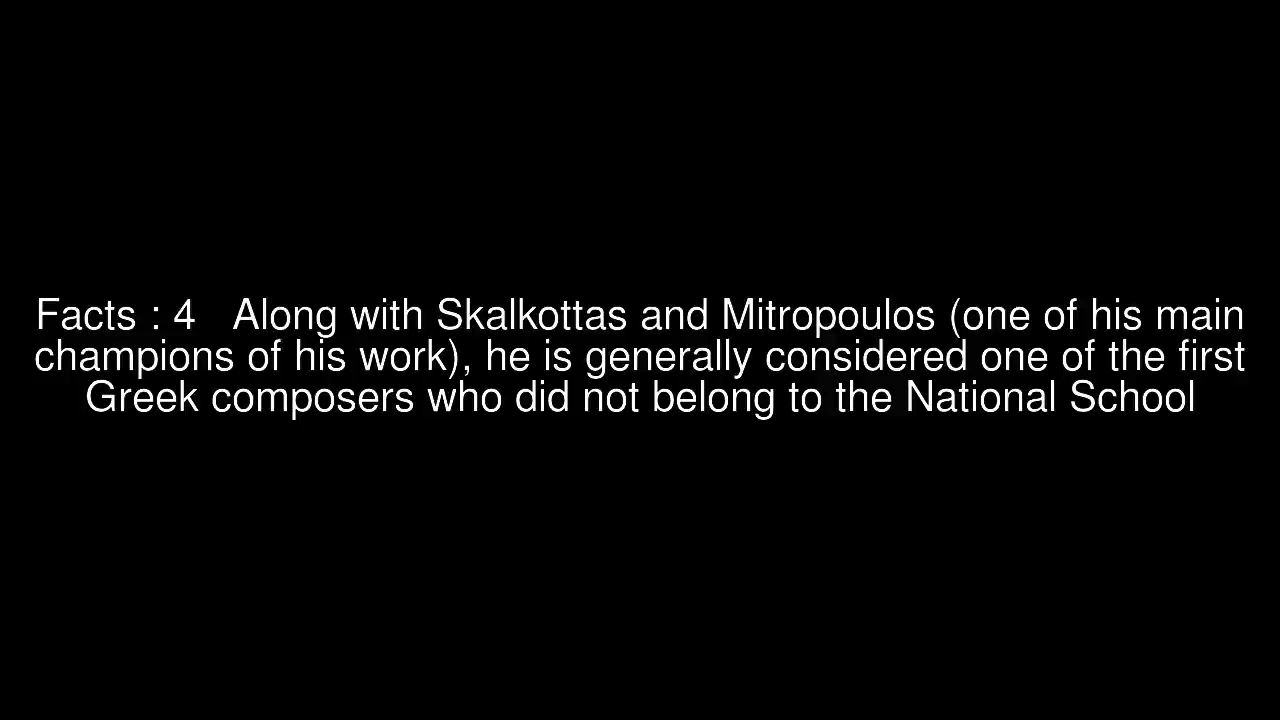 Facts : 4   Along with Skalkottas and Mitropoulos (one of his main
champions of his work), he is generally considered one of the first
Greek composers who did not belong to the National School